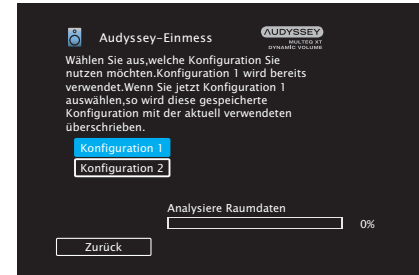 Audyssey-Einmess
AUDYSSEY
MULTEQ XT
DYNAMIC VOLUME
Wählen Sie aus,welche Konfiguration Sie
nutzen möchten.Konfiguration 1 wird bereits
verwendet.Wenn Sie jetzt Konfiguration 1
auswählen,so wird diese gespeicherte
Konfiguration mit der aktuell verwendeten
überschrieben.
Konfiguration 1
Konfiguration 2
Analysiere Raumdaten
0%
Zurück